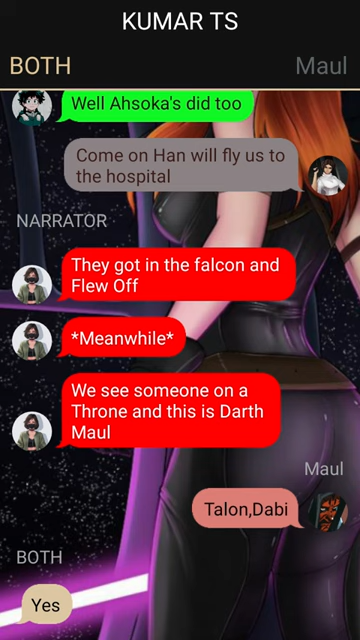 KUMAR TS
BOTH Maul
Well Ahsoka's did too
Come on Han will fly us to
the hospital
NARRATOR
They got in the falcon and
Flew Off
*Meanwhile*
We see someone on a
Throne and this is Darth
Maul
Maul
Talon,Dabi
BOTH
Yes